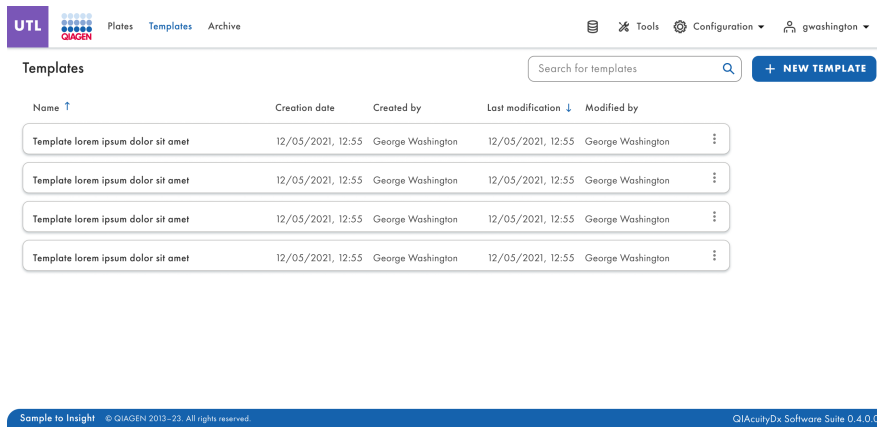 UTL QIAGEN Plates Templates Archive Tools Configuration gwashington
Templates Search for templates + NEW TEMPLATE
Name ↑ Creation date Created by Last modification ↓ Modified by
Template lorem ipsum dolor sit amet 12/05/2021, 12:55 George Washington 12/05/2021, 12:55 George Washington
Template lorem ipsum dolor sit amet 12/05/2021, 12:55 George Washington 12/05/2021, 12:55 George Washington
Template lorem ipsum dolor sit amet 12/05/2021, 12:55 George Washington 12/05/2021, 12:55 George Washington
Template lorem ipsum dolor sit amet 12/05/2021, 12:55 George Washington 12/05/2021, 12:55 George Washington
Sample to Insight © QIAGEN 2013–23. All rights reserved. QIAcuityDx Software Suite 0.4.0.0